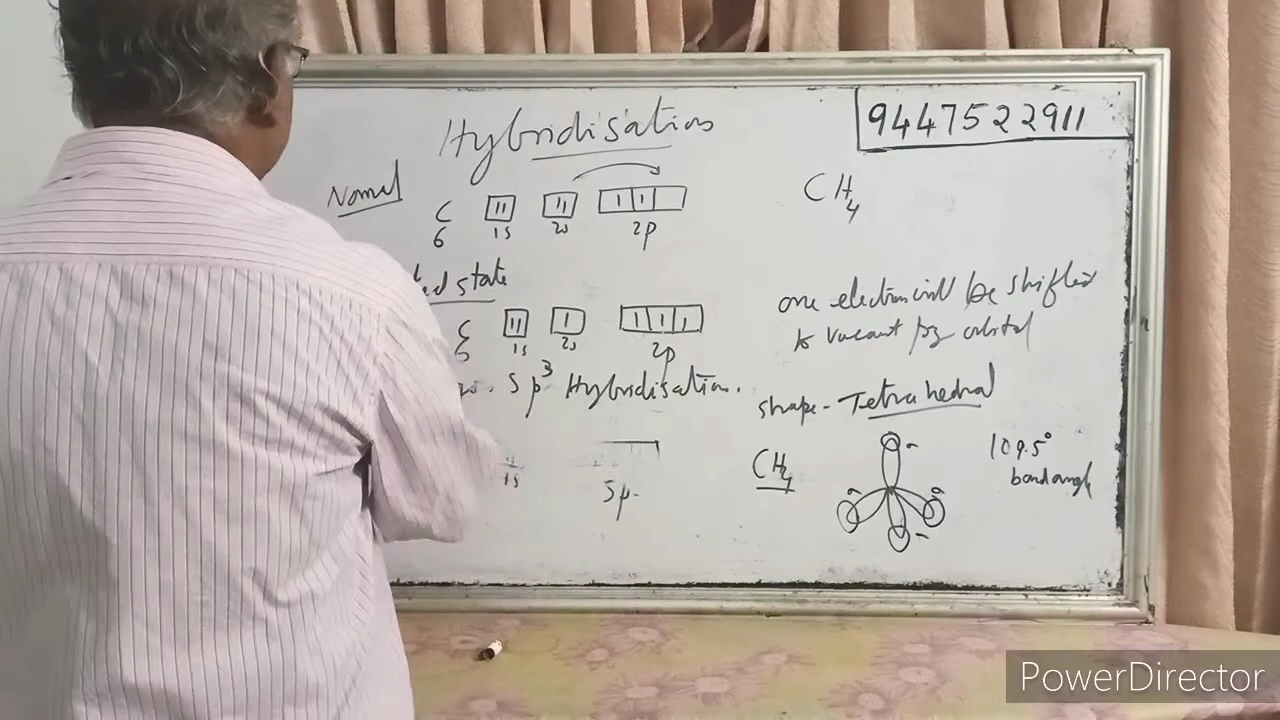 Hybridisation
9447522911
Normal
CH4
C
6
1s
2s
2p
state
one electron will be shifted
to vacant pz orbital
1s
2s
2p
Sp3 Hybridisation.
shape - Tetrahedral
CH4
109.5°
bond angle
1s
Sp
PowerDirector